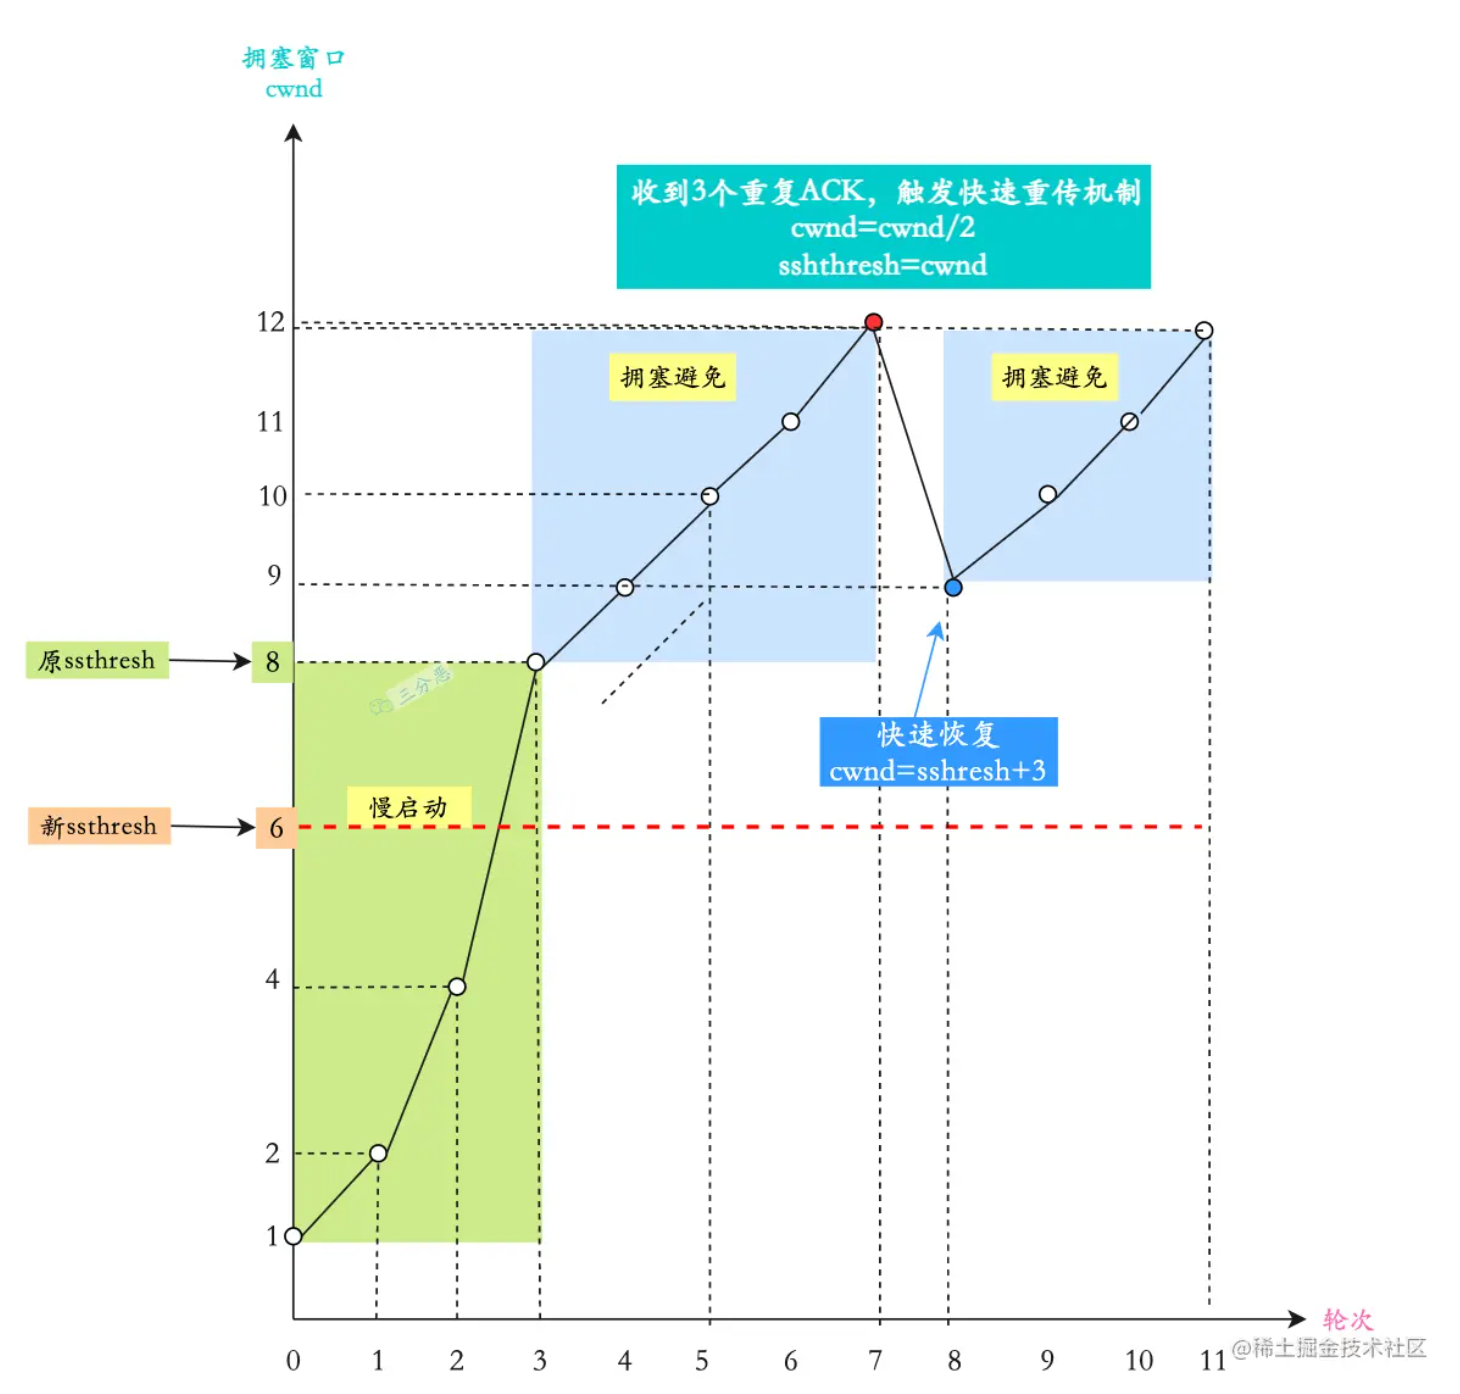 拥塞窗口
cwnd
收到3个重复ACK，触发快速重传机制
cwnd=cwnd/2
sshthresh=cwnd
12
拥塞避免
拥塞避免
11
10
9
原ssthresh
8
三分恶
快速恢复
cwnd=sshresh+3
慢启动
新ssthresh
6
4
2
1
轮次
@稀土掘金技术社区
0 1 2 3 4 5 6 7 8 9 10 11